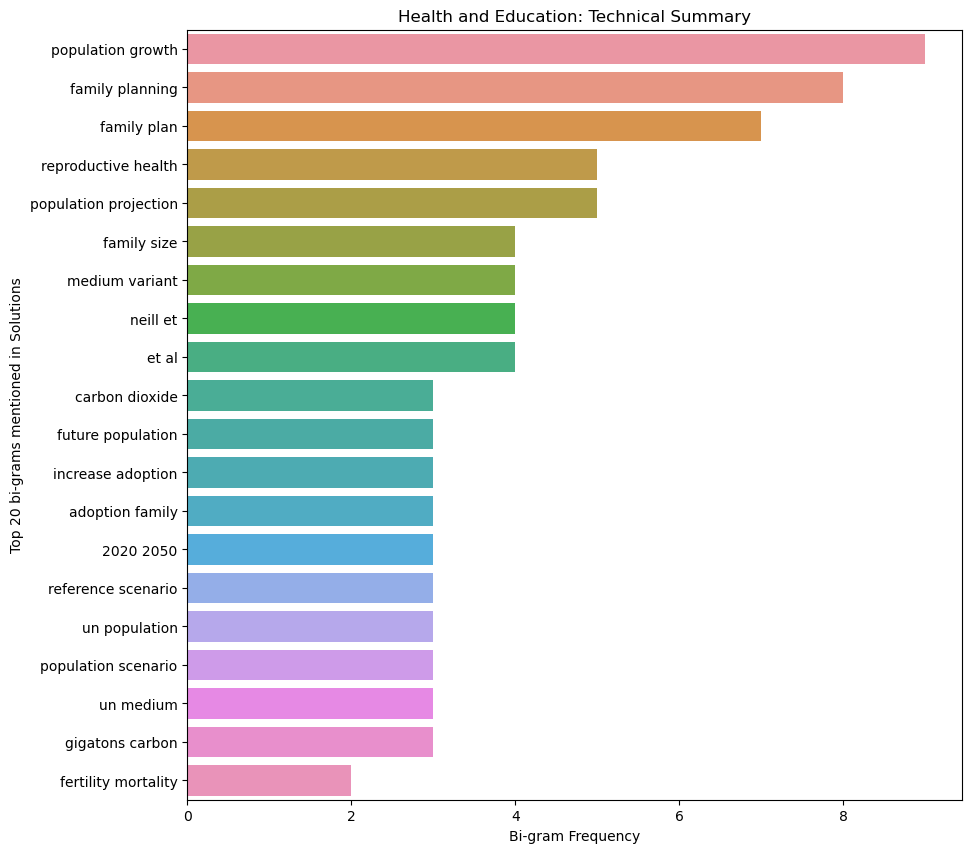 Health and Education: Technical Summary
Top 20 bi-grams mentioned in Solutions
population growth
family planning
family plan
reproductive health
population projection
family size
medium variant
neill et
et al
carbon dioxide
future population
increase adoption
adoption family
2020 2050
reference scenario
un population
population scenario
un medium
gigatons carbon
fertility mortality
0 2 4 6 8
Bi-gram Frequency